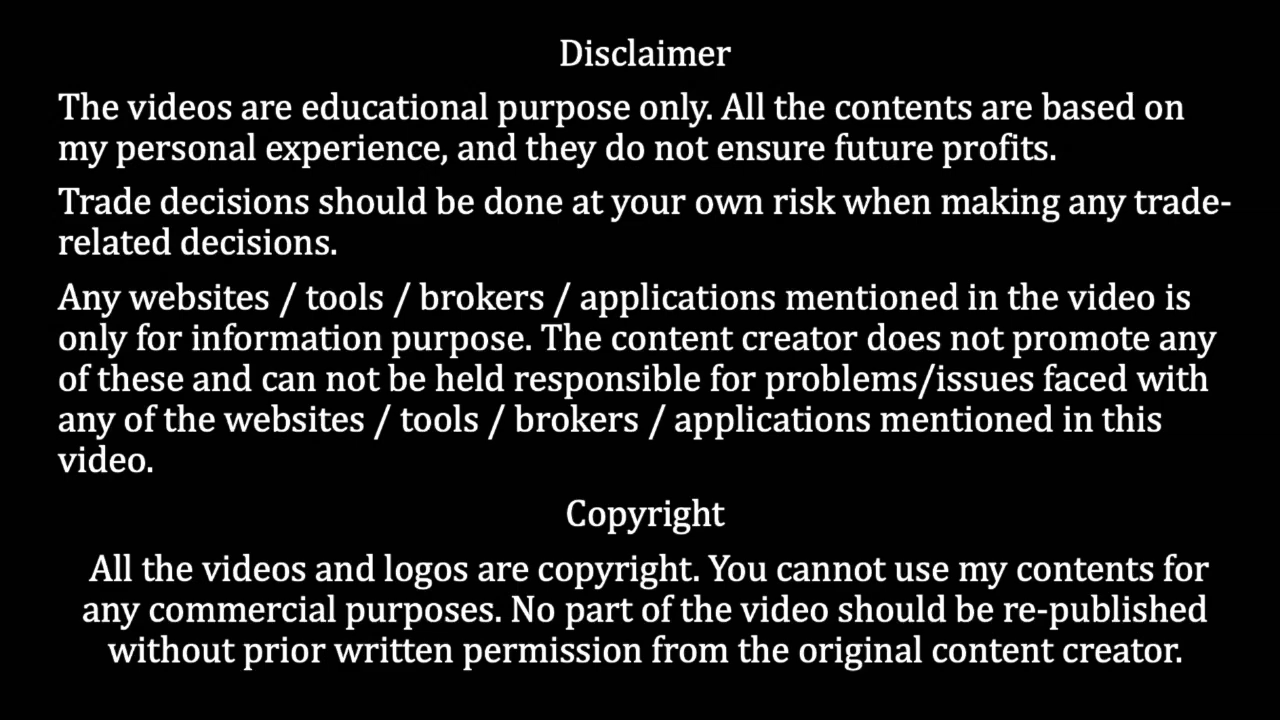 Disclaimer
The videos are educational purpose only. All the contents are based on
my personal experience, and they do not ensure future profits.
Trade decisions should be done at your own risk when making any trade-
related decisions.
Any websites / tools / brokers / applications mentioned in the video is
only for information purpose. The content creator does not promote any
of these and can not be held responsible for problems/issues faced with
any of the websites / tools / brokers / applications mentioned in this
video.
Copyright
All the videos and logos are copyright. You cannot use my contents for
any commercial purposes. No part of the video should be re-published
without prior written permission from the original content creator.